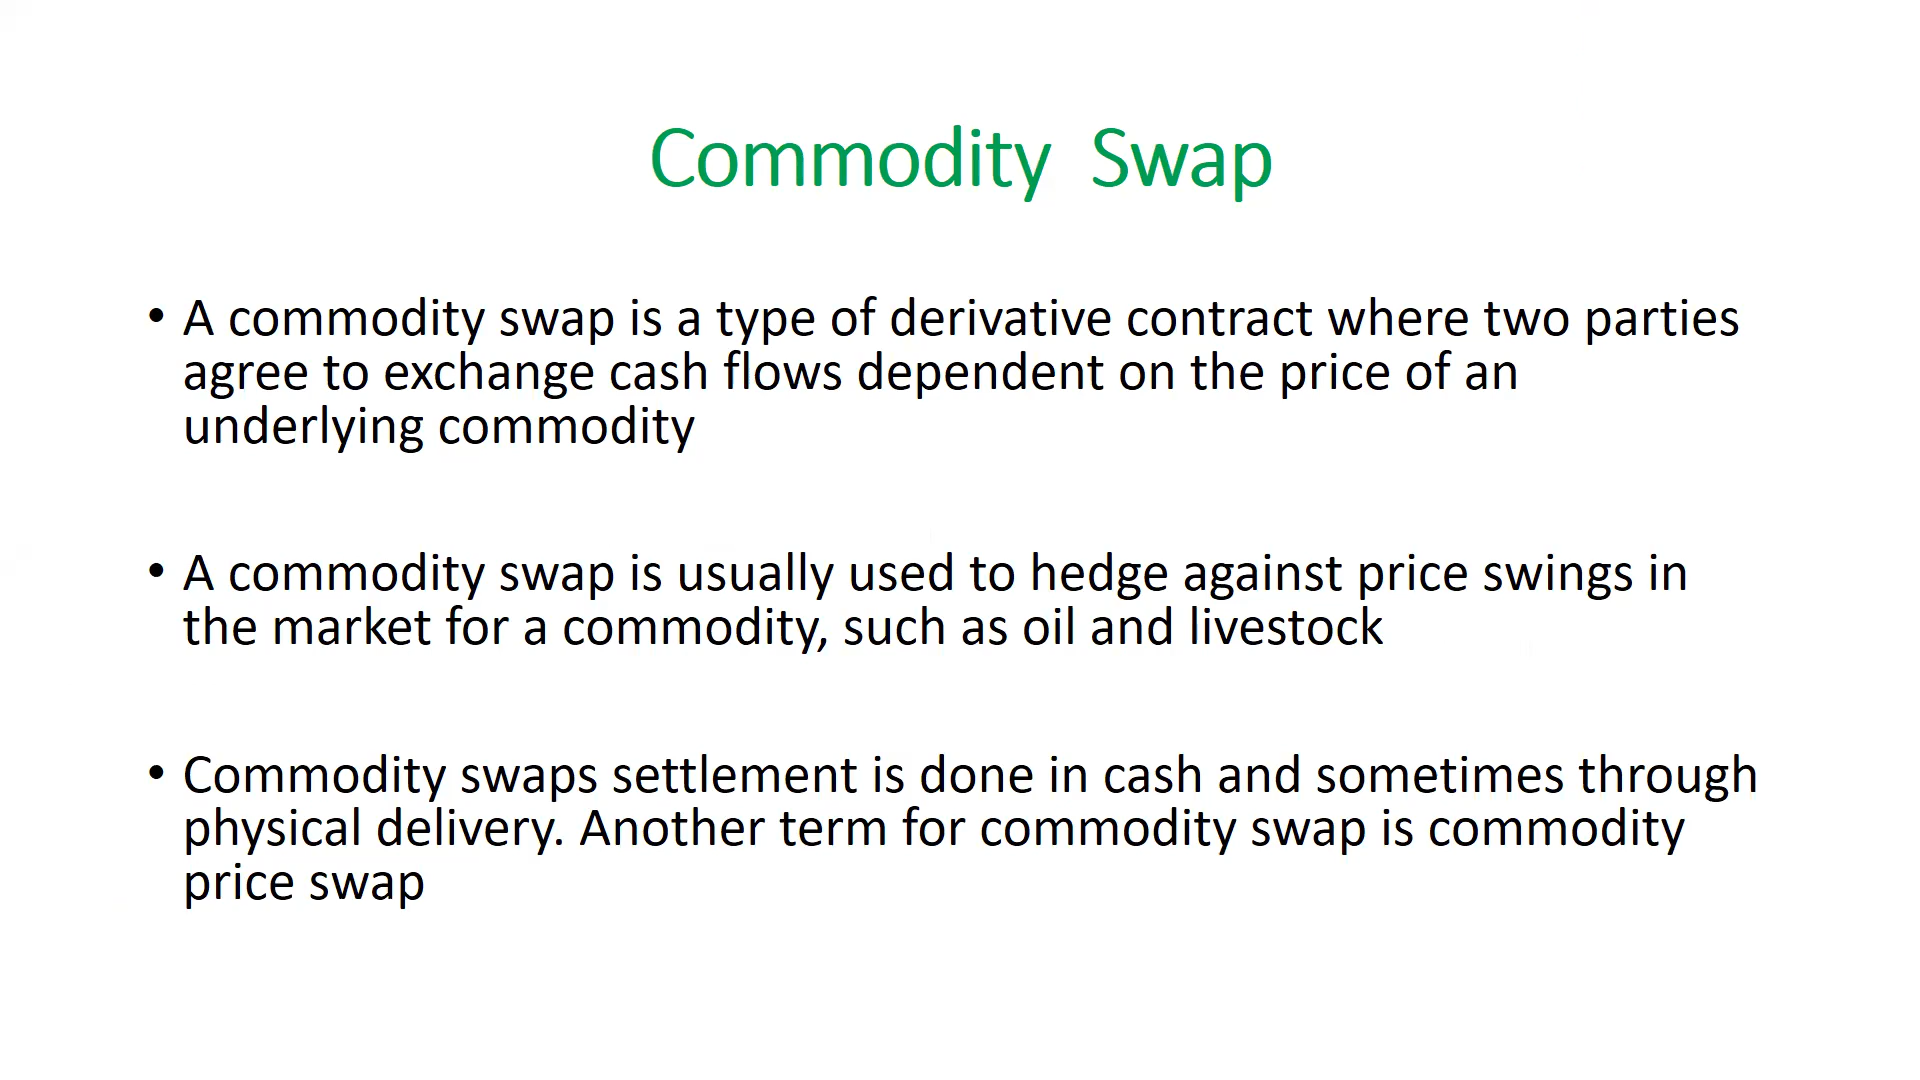 Commodity Swap
• A commodity swap is a type of derivative contract where two parties
agree to exchange cash flows dependent on the price of an
underlying commodity
• A commodity swap is usually used to hedge against price swings in
the market for a commodity, such as oil and livestock
• Commodity swaps settlement is done in cash and sometimes through
physical delivery. Another term for commodity swap is commodity
price swap